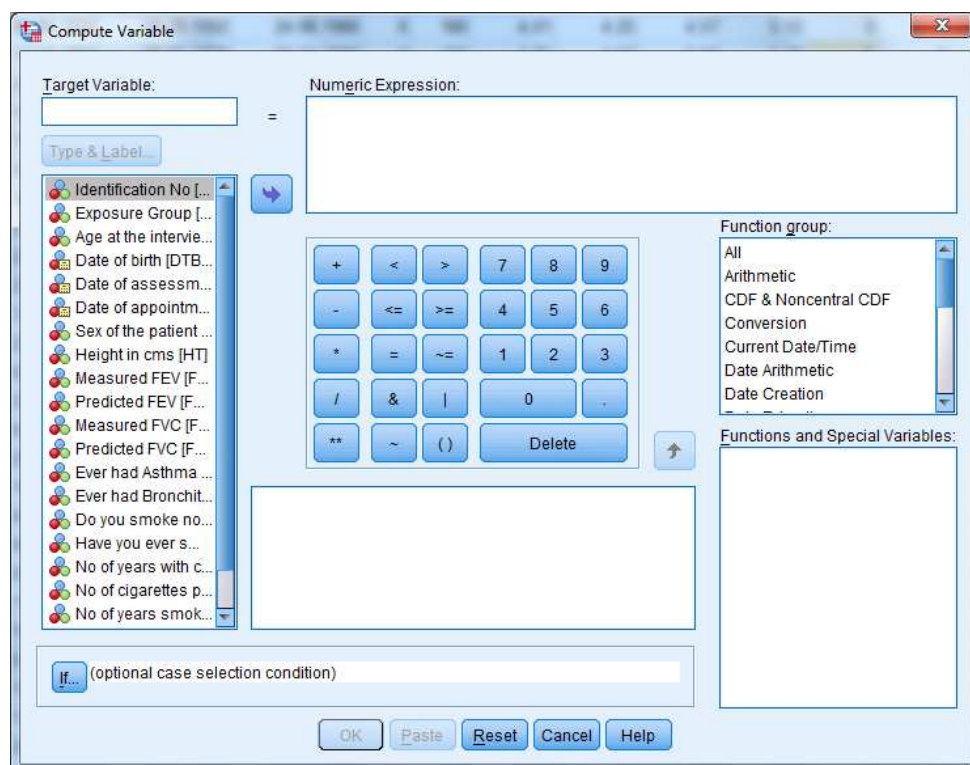 Compute Variable
Target Variable:
Numeric Expression:
=
Type & Label...
Identification No [...
Exposure Group [...
Age at the intervie...
Date of birth [DTB...
Date of assessm...
Date of appointm...
Sex of the patient ...
Height in cms [HT]
Measured FEV [F...
Predicted FEV [F...
Measured FVC [F...
Predicted FVC [F...
Ever had Asthma ...
Ever had Bronchit...
Do you smoke no...
Have you ever s...
No of years with c...
No of cigarettes p...
No of years smok...
+ < > 7 8 9
- <= >= 4 5 6
* = ~= 1 2 3
/ & | 0 .
** ~ ( ) Delete
Function group:
All
Arithmetic
CDF & Noncentral CDF
Conversion
Current Date/Time
Date Arithmetic
Date Creation
Functions and Special Variables:
If... (optional case selection condition)
OK Paste Reset Cancel Help